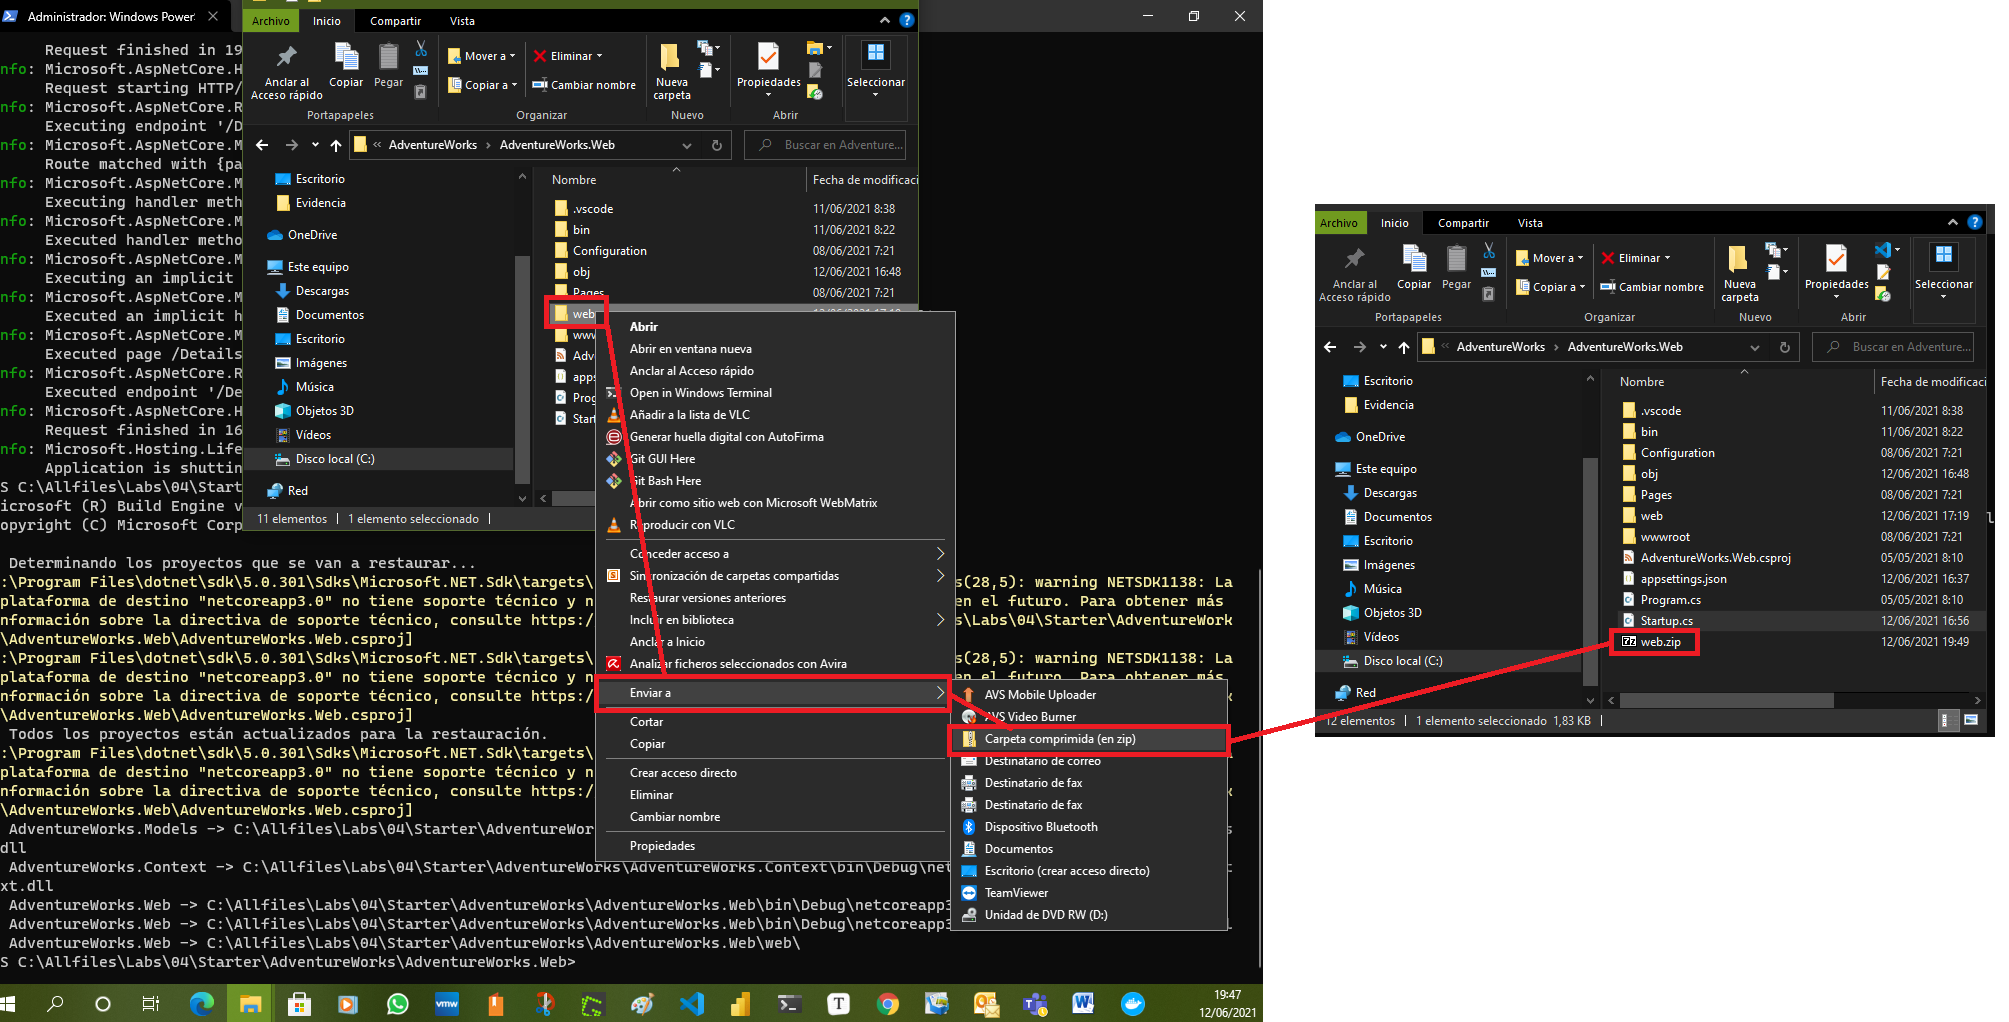 Administrador: Windows Power
Archivo Inicio Compartir Vista
Anclar al Acceso rápido
Copiar
Pegar
Mover a
Copiar a
Eliminar
Cambiar nombre
Nueva carpeta
Propiedades
Seleccionar
Portapapeles Organizar Nuevo Abrir
« AdventureWorks › AdventureWorks.Web
Buscar en Adventure...
Nombre Fecha de modificaci
Escritorio
Evidencia
OneDrive
Este equipo
Descargas
Documentos
Escritorio
Imágenes
Música
Objetos 3D
Vídeos
Disco local (C:)
Red
.vscode 11/06/2021 8:38
bin 11/06/2021 8:22
Configuration 08/06/2021 7:21
obj 12/06/2021 16:48
Pages 08/06/2021 7:21
web
www
Adv
apps
Prog
Start
11 elementos | 1 elemento seleccionado |
Request finished in 19
nfo: Microsoft.AspNetCore.H
Request starting HTTP/
nfo: Microsoft.AspNetCore.R
Executing endpoint '/D
nfo: Microsoft.AspNetCore.M
Route matched with {pa
nfo: Microsoft.AspNetCore.M
Executing handler meth
nfo: Microsoft.AspNetCore.M
Executed handler metho
nfo: Microsoft.AspNetCore.M
Executing an implicit
nfo: Microsoft.AspNetCore.M
Executed an implicit h
nfo: Microsoft.AspNetCore.M
Executed page /Details
nfo: Microsoft.AspNetCore.R
Executed endpoint '/De
nfo: Microsoft.AspNetCore.H
Request finished in 16
nfo: Microsoft.Hosting.Life
Application is shuttin
S C:\Allfiles\Labs\04\Start
icrosoft (R) Build Engine v
opyright (C) Microsoft Corp
Determinando los proyectos que se van a restaurar...
:\Program Files\dotnet\sdk\5.0.301\Sdks\Microsoft.NET.Sdk\targets\ s(28,5): warning NETSDK1138: La
plataforma de destino "netcoreapp3.0" no tiene soporte técnico y n en el futuro. Para obtener más
nformación sobre la directiva de soporte técnico, consulte https:/ s\Labs\04\Starter\AdventureWork
\AdventureWorks.Web\AdventureWorks.Web.csproj]
:\Program Files\dotnet\sdk\5.0.301\Sdks\Microsoft.NET.Sdk\targets\ s(28,5): warning NETSDK1138: La
plataforma de destino "netcoreapp3.0" no tiene soporte técnico y n en el futuro. Para obtener más
nformación sobre la directiva de soporte técnico, consulte https:/
\AdventureWorks.Web\AdventureWorks.Web.csproj]
Todos los proyectos están actualizados para la restauración.
:\Program Files\dotnet\sdk\5.0.301\Sdks\Microsoft.NET.Sdk\targets\
plataforma de destino "netcoreapp3.0" no tiene soporte técnico y n
nformación sobre la directiva de soporte técnico, consulte https:/
\AdventureWorks.Web\AdventureWorks.Web.csproj]
AdventureWorks.Models -> C:\Allfiles\Labs\04\Starter\AdventureWor
dll
AdventureWorks.Context -> C:\Allfiles\Labs\04\Starter\AdventureWorks\AdventureWorks.Context\bin\Debug\net
xt.dll
AdventureWorks.Web -> C:\Allfiles\Labs\04\Starter\AdventureWorks\AdventureWorks.Web\bin\Debug\netcoreapp3
AdventureWorks.Web -> C:\Allfiles\Labs\04\Starter\AdventureWorks\AdventureWorks.Web\bin\Debug\netcoreapp3
AdventureWorks.Web -> C:\Allfiles\Labs\04\Starter\AdventureWorks\AdventureWorks.Web\web\
S C:\Allfiles\Labs\04\Starter\AdventureWorks\AdventureWorks.Web>
Abrir
Abrir en ventana nueva
Anclar al Acceso rápido
Open in Windows Terminal
Añadir a la lista de VLC
Generar huella digital con AutoFirma
Git GUI Here
Git Bash Here
Abrir como sitio web con Microsoft WebMatrix
Reproducir con VLC
Conceder acceso a
Sincronización de carpetas compartidas
Restaurar versiones anteriores
Incluir en biblioteca
Anclar a Inicio
Analizar ficheros seleccionados con Avira
Enviar a
Cortar
Copiar
Crear acceso directo
Eliminar
Cambiar nombre
Propiedades
AVS Mobile Uploader
AVS Video Burner
Carpeta comprimida (en zip)
Destinatario de correo
Destinatario de fax
Destinatario de fax
Dispositivo Bluetooth
Documentos
Escritorio (crear acceso directo)
TeamViewer
Unidad de DVD RW (D:)
19:47
12/06/2021
Archivo Inicio Compartir Vista
Anclar al Acceso rápido
Copiar
Pegar
Mover a
Copiar a
Eliminar
Cambiar nombre
Nueva carpeta
Propiedades
Seleccionar
Portapapeles Organizar Nuevo Abrir
« AdventureWorks › AdventureWorks.Web
Buscar en Adventure...
Nombre Fecha de modificaci
Escritorio
Evidencia
OneDrive
Este equipo
Descargas
Documentos
Escritorio
Imágenes
Música
Objetos 3D
Vídeos
Disco local (C:)
Red
.vscode 11/06/2021 8:38
bin 11/06/2021 8:22
Configuration 08/06/2021 7:21
obj 12/06/2021 16:48
Pages 08/06/2021 7:21
web 12/06/2021 17:19
wwwroot 08/06/2021 7:21
AdventureWorks.Web.csproj 05/05/2021 8:10
appsettings.json 12/06/2021 16:37
Program.cs 05/05/2021 8:10
Startup.cs 12/06/2021 16:56
web.zip 12/06/2021 19:49
12 elementos | 1 elemento seleccionado 1,83 KB |